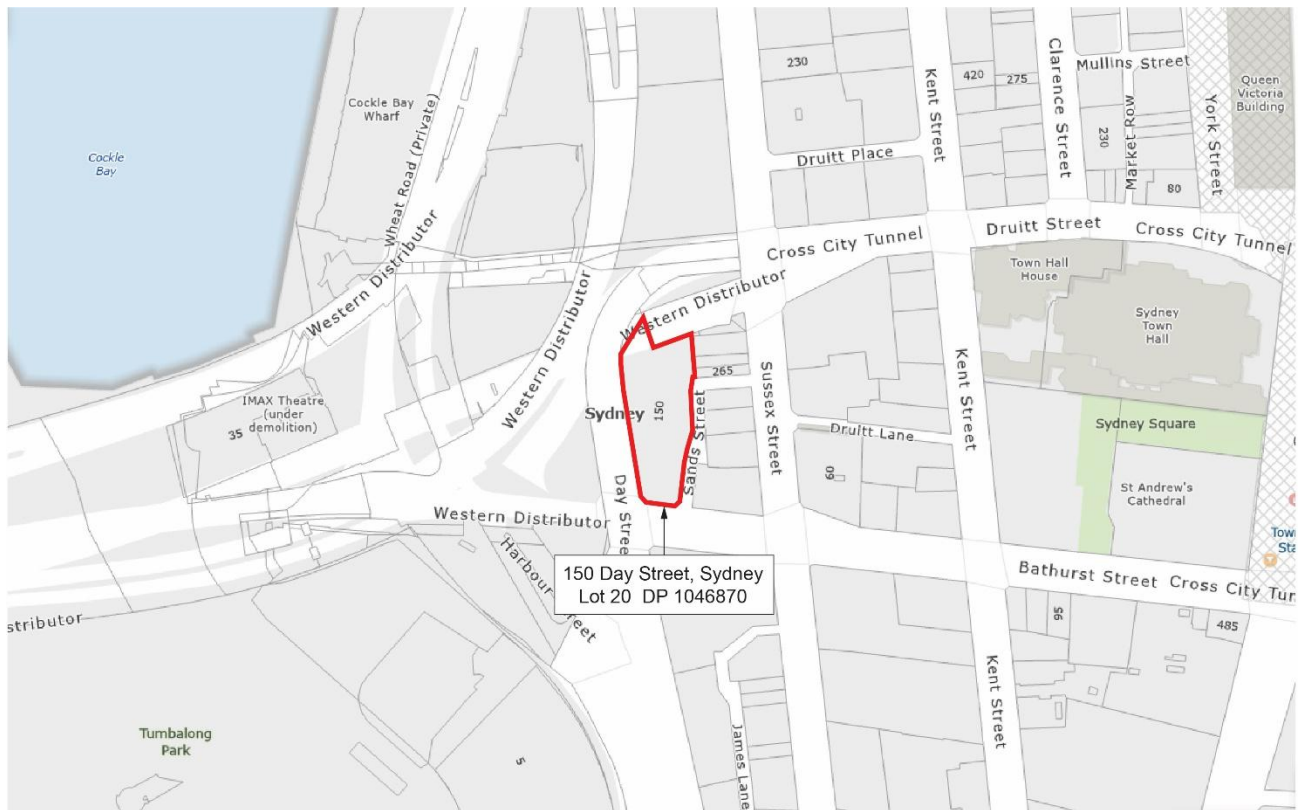 230
Kent Street
420
275
Clarence Street
Mullins Street
Queen
Victoria
Building
Cockle Bay
Wharf
Wheat Road (Private)
Market Row
230
York Street
Cockle
Bay
Druitt Place
80
Western Distributor
Cross City Tunnel
Druitt Street
Cross City Tunnel
Town Hall
House
Western Distributor
Western Distributor
Sydney
Town
Hall
Kent Street
Sussex Street
265
IMAX Theatre
(under
demolition)
35
Sydney
150
Sands Street
Druitt Lane
Sydney Square
60
St Andrew's
Cathedral
Day Stree
Western Distributor
Town
Sta
T
Harbour Street
150 Day Street, Sydney
Lot 20 DP 1046870
Bathurst Street
Cross City Tun
stributor
56
485
Kent Street
Tumbalong
Park
5
James Lane